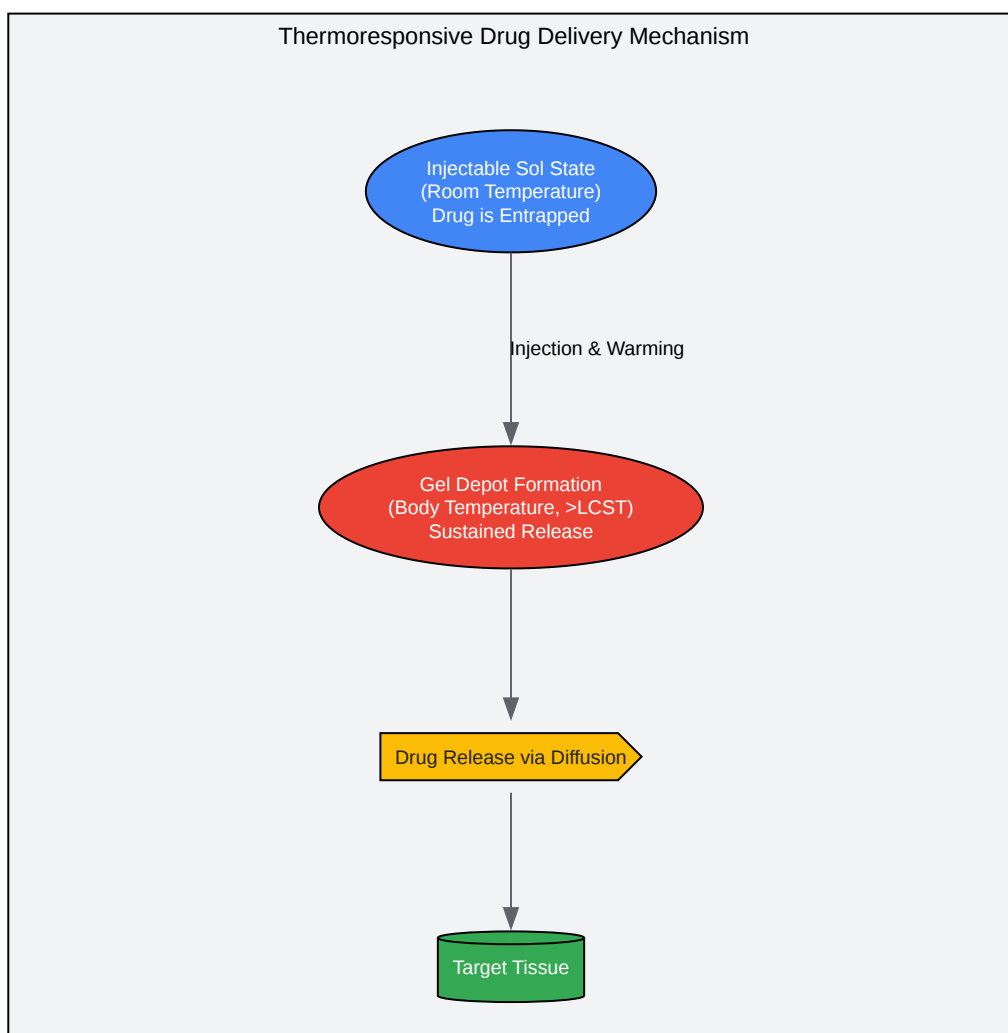 Thermoresponsive Drug Delivery Mechanism
Injectable Sol State
(Room Temperature)
Drug is Entrapped
Injection & Warming
Gel Depot Formation
(Body Temperature, >LCST)
Sustained Release
Drug Release via Diffusion
Target Tissue